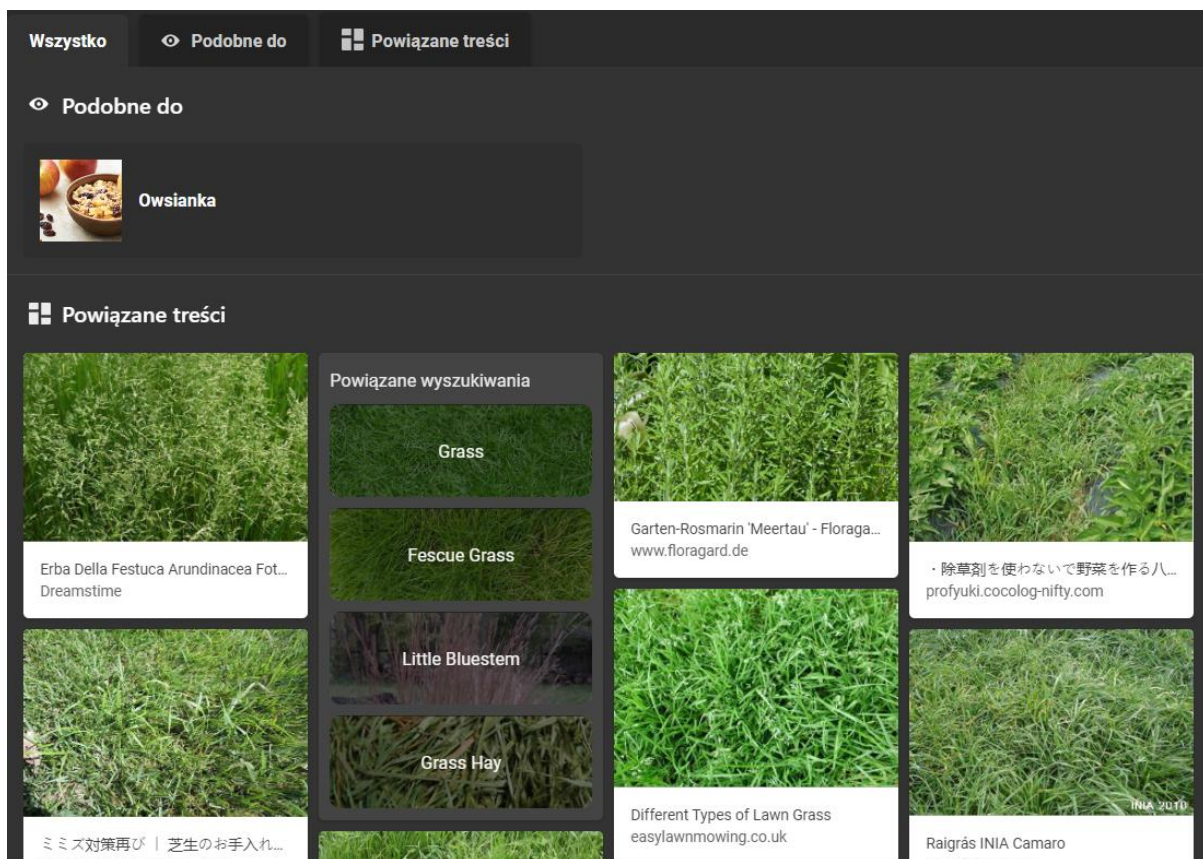 Wszystko
Podobne do
Powiązane treści
Podobne do
Owsianka
Powiązane treści
Erba Della Festuca Arundinacea Fot...
Dreamstime
Powiązane wyszukiwania
Grass
Fescue Grass
Little Bluestem
Grass Hay
Garten-Rosmarin 'Meertau' - Floraga...
www.floragard.de
・除草剤を使わないで野菜を作る八...
profyuki.cocolog-nifty.com
ミミズ対策再び | 芝生のお手入れ...
Different Types of Lawn Grass
easylawnmowing.co.uk
INIA 2010
Raigrás INIA Camaro